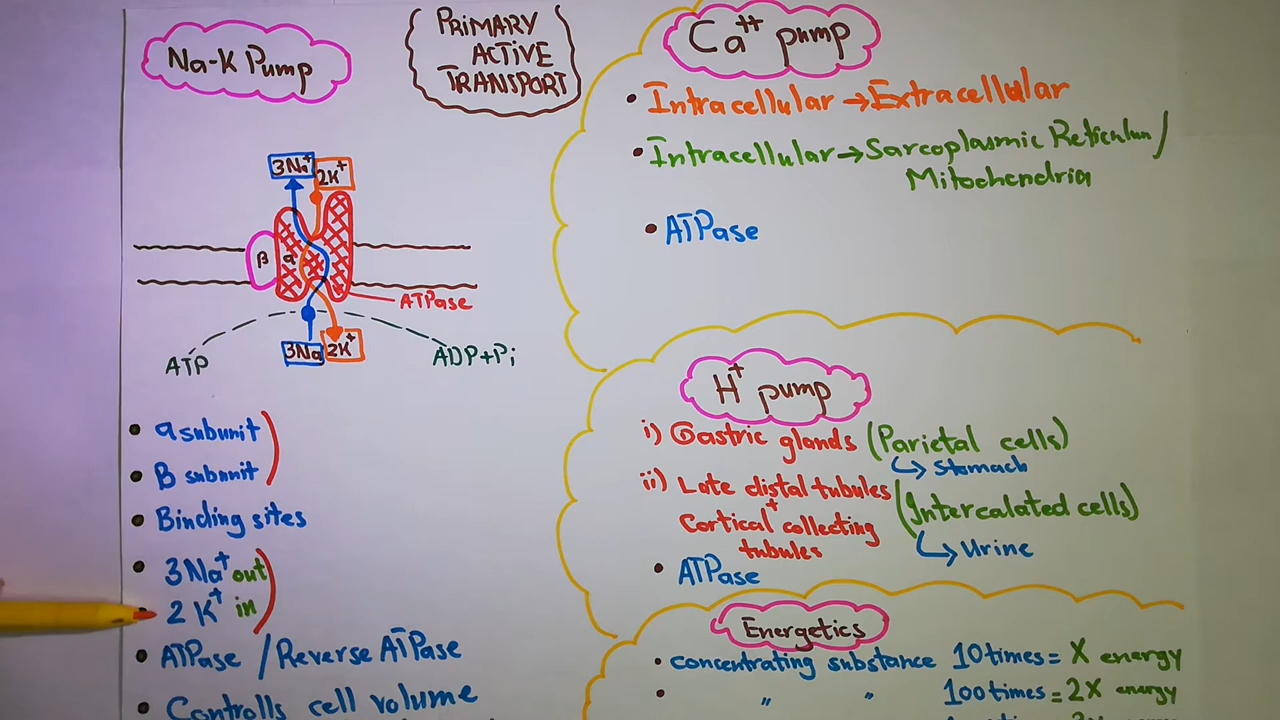 Na-K Pump
PRIMARY
ACTIVE
TRANSPORT
3Na+
2K+
β
α
ATPase
ATP
3Na
2K+
ADP+Pi
α subunit
β subunit
Binding sites
3Na+ out
2 K+ in
ATPase / Reverse ATPase
Controlls cell volume
Ca++ pump
Intracellular → Extracellular
Intracellular → Sarcoplasmic Reticulum /
Mitochendria
ATPase
H+ pump
i) Gastric glands (Parietal cells)
↳ Stomach
ii) Late distal tubules
+
Cortical collecting
tubules
(Intercalated cells)
↳ Urine
ATPase
Energetics
concentrating substance 10 times = X energy
" " 100 times = 2X energy